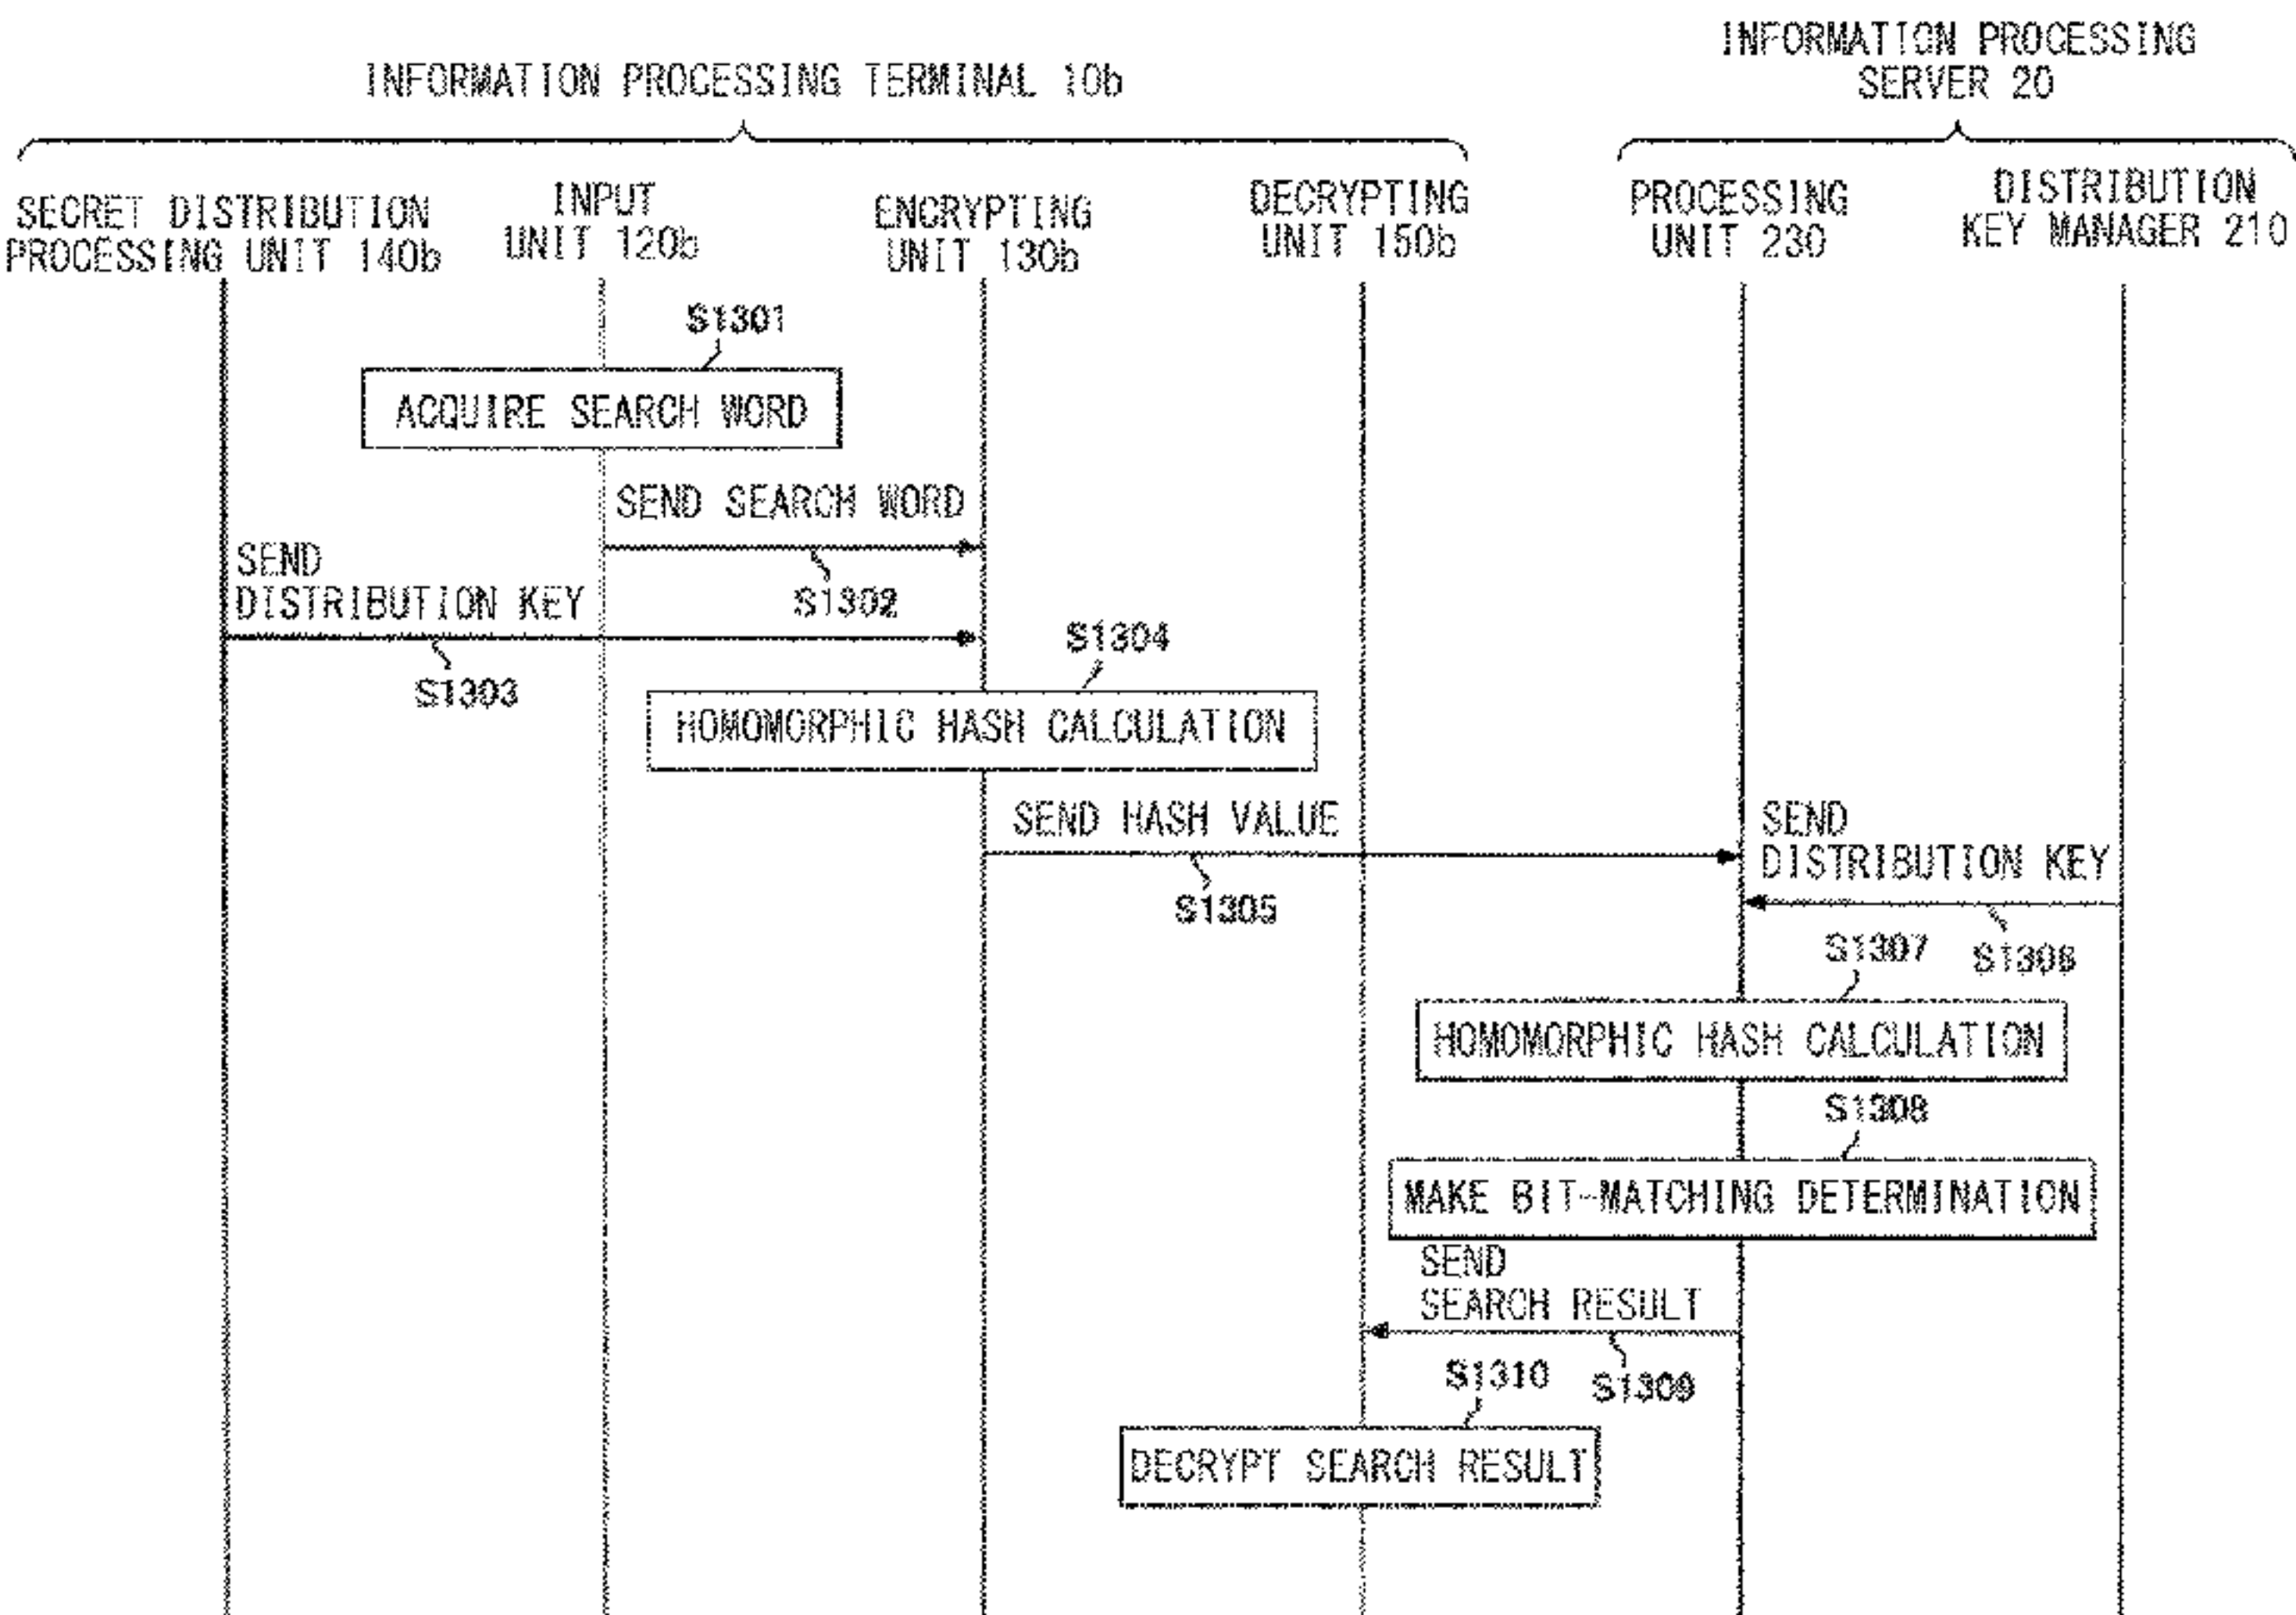 INFORMATION PROCESSING TERMINAL 10b
INFORMATION PROCESSING
SERVER 20
SECRET DISTRIBUTION
PROCESSING UNIT 140b
INPUT
UNIT 120b
ENCRYPTING
UNIT 130b
DECRYPTING
UNIT 150b
PROCESSING
UNIT 230
DISTRIBUTION
KEY MANAGER 210
S1301
ACQUIRE SEARCH WORD
SEND SEARCH WORD
S1302
SEND
DISTRIBUTION KEY
S1303
S1304
HOMOMORPHIC HASH CALCULATION
SEND HASH VALUE
S1305
SEND
DISTRIBUTION KEY
S1306
S1307
HOMOMORPHIC HASH CALCULATION
S1308
MAKE BIT-MATCHING DETERMINATION
SEND
SEARCH RESULT
S1309
S1310
DECRYPT SEARCH RESULT